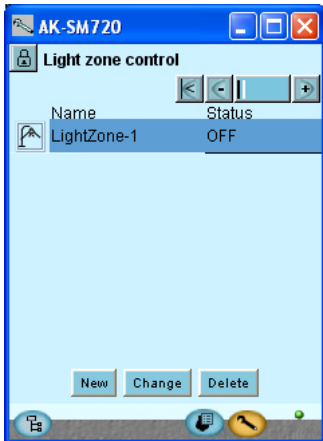 AK-SM720
Light zone control
Name Status
LightZone-1 OFF
New Change Delete